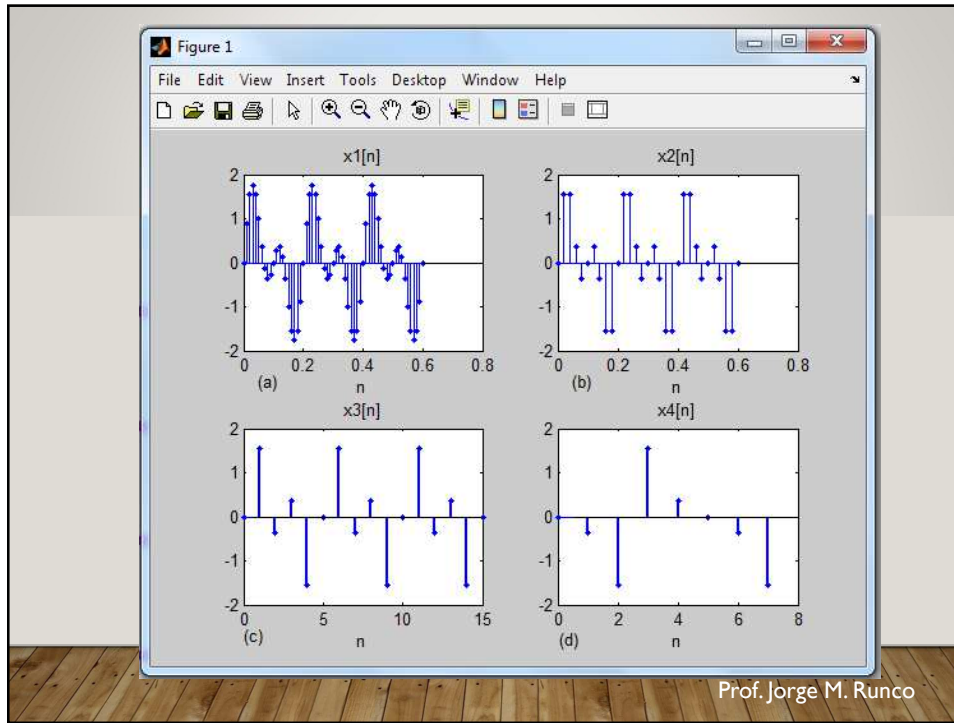 Figure 1
File Edit View Insert Tools Desktop Window Help
x1[n]
2
1
0
-1
-2
0 0.2 0.4 0.6 0.8
(a)
n
x2[n]
2
1
0
-1
-2
0 0.2 0.4 0.6 0.8
(b)
n
x3[n]
2
1
0
-1
-2
0 5 10 15
(c)
n
x4[n]
2
1
0
-1
-2
0 2 4 6 8
(d)
n
Prof. Jorge M. Runco